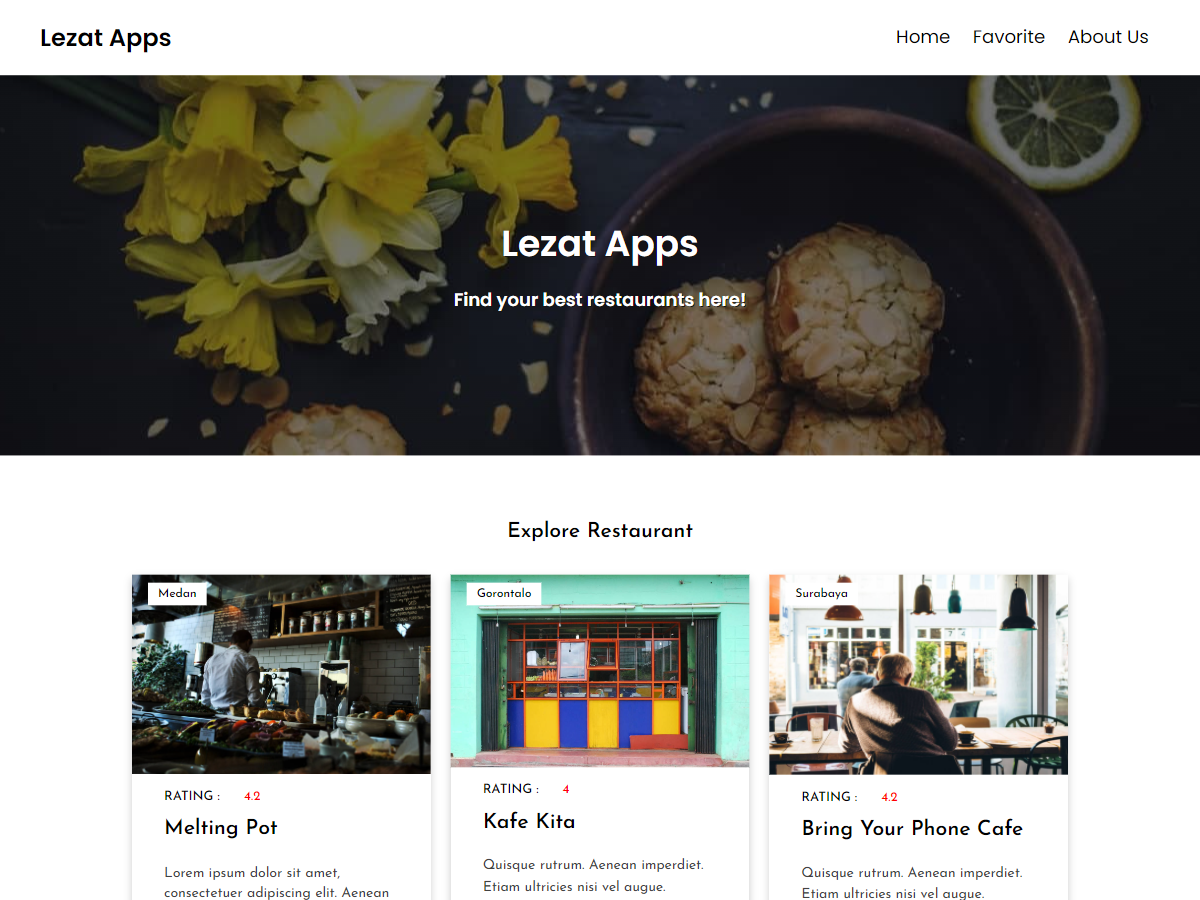 Lezat Apps
Home Favorite About Us
Lezat Apps
Find your best restaurants here!
Explore Restaurant
Medan
RATING : 4.2
Melting Pot
Lorem ipsum dolor sit amet,
consectetuer adipiscing elit. Aenean
Gorontalo
RATING : 4
Kafe Kita
Quisque rutrum. Aenean imperdiet.
Etiam ultricies nisi vel augue.
Surabaya
RATING : 4.2
Bring Your Phone Cafe
Quisque rutrum. Aenean imperdiet.
Etiam ultricies nisi vel augue.